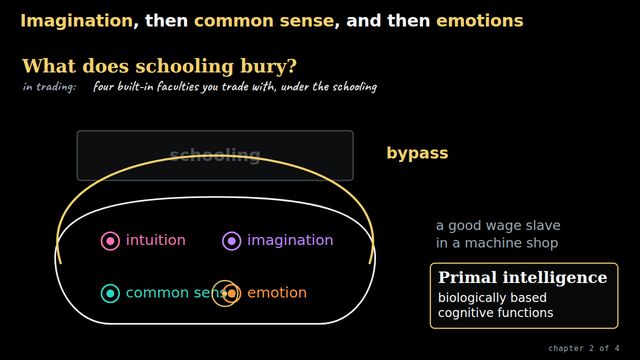 Imagination, then common sense, and then emotions
What does schooling bury?
in trading: four built-in faculties you trade with, under the schooling
schooling
bypass
intuition
imagination
a good wage slave
in a machine shop
common sens
emotion
Primal intelligence
biologically based
cognitive functions
chapter 2 of 4